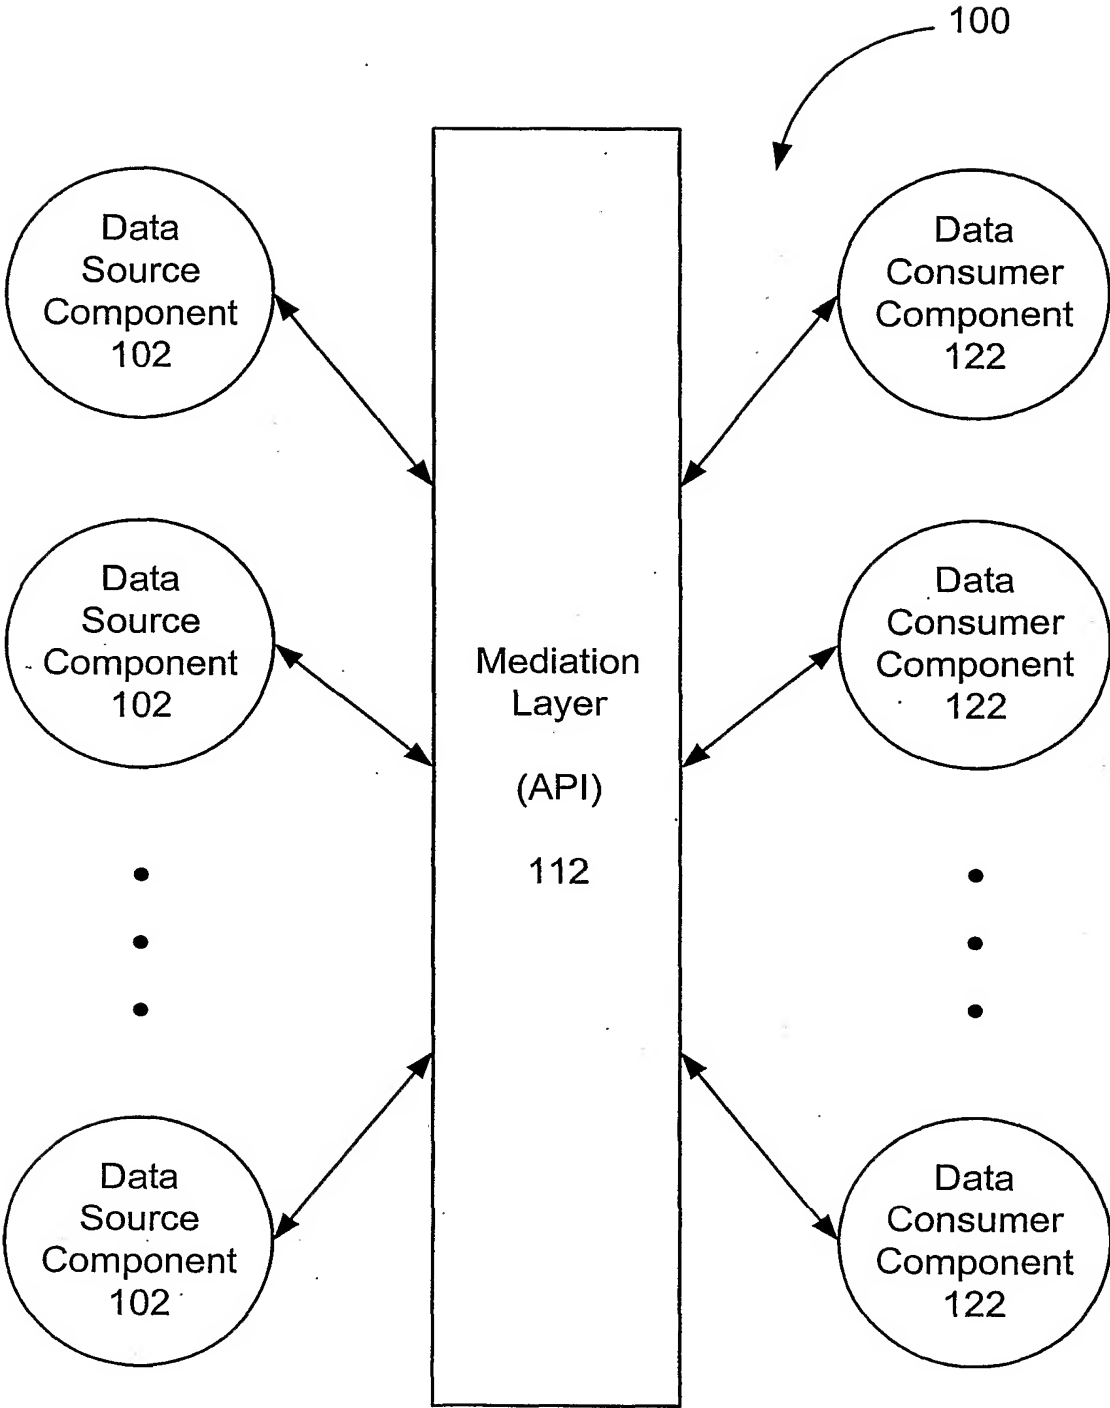 100
Data
Source
Component
102
Data
Consumer
Component
122
Data
Source
Component
102
Mediation
Layer
(API)
112
Data
Consumer
Component
122
Data
Source
Component
102
Data
Consumer
Component
122